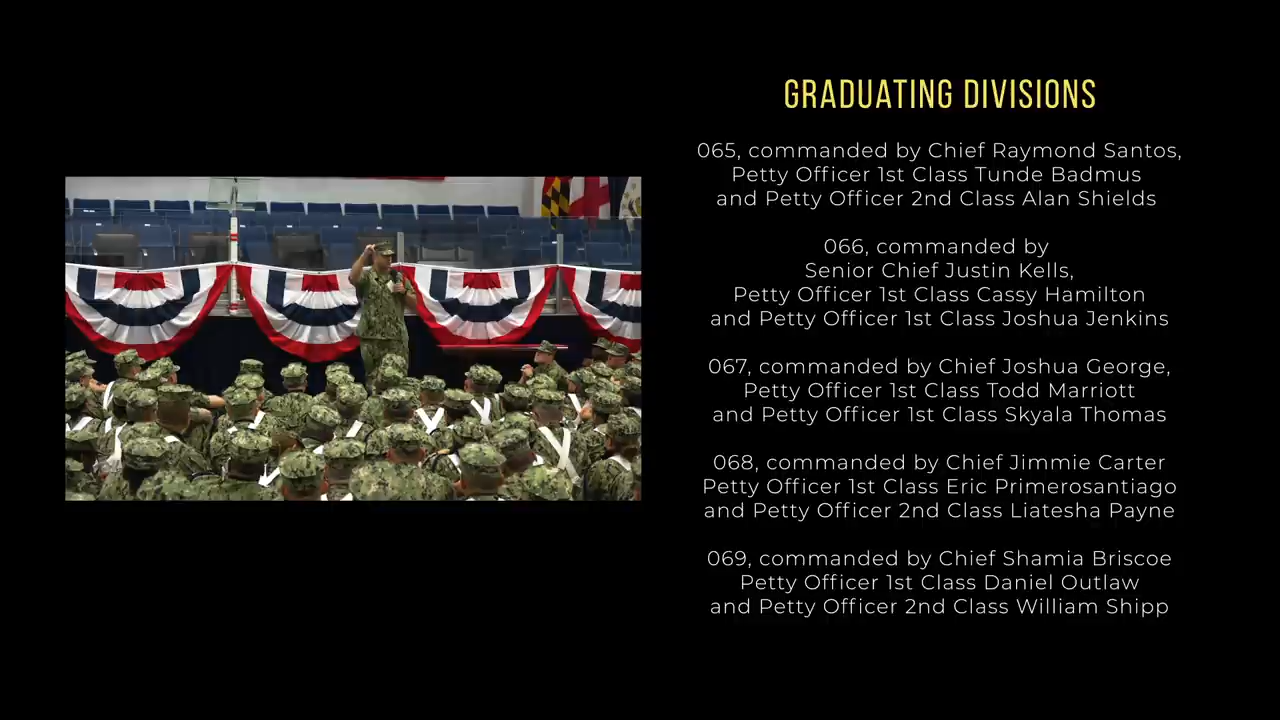 GRADUATING DIVISIONS
065, commanded by Chief Raymond Santos,
Petty Officer 1st Class Tunde Badmus
and Petty Officer 2nd Class Alan Shields
066, commanded by
Senior Chief Justin Kells,
Petty Officer 1st Class Cassy Hamilton
and Petty Officer 1st Class Joshua Jenkins
067, commanded by Chief Joshua George,
Petty Officer 1st Class Todd Marriott
and Petty Officer 1st Class Skyala Thomas
068, commanded by Chief Jimmie Carter
Petty Officer 1st Class Eric Primerosantiago
and Petty Officer 2nd Class Liatesha Payne
069, commanded by Chief Shamia Briscoe
Petty Officer 1st Class Daniel Outlaw
and Petty Officer 2nd Class William Shipp